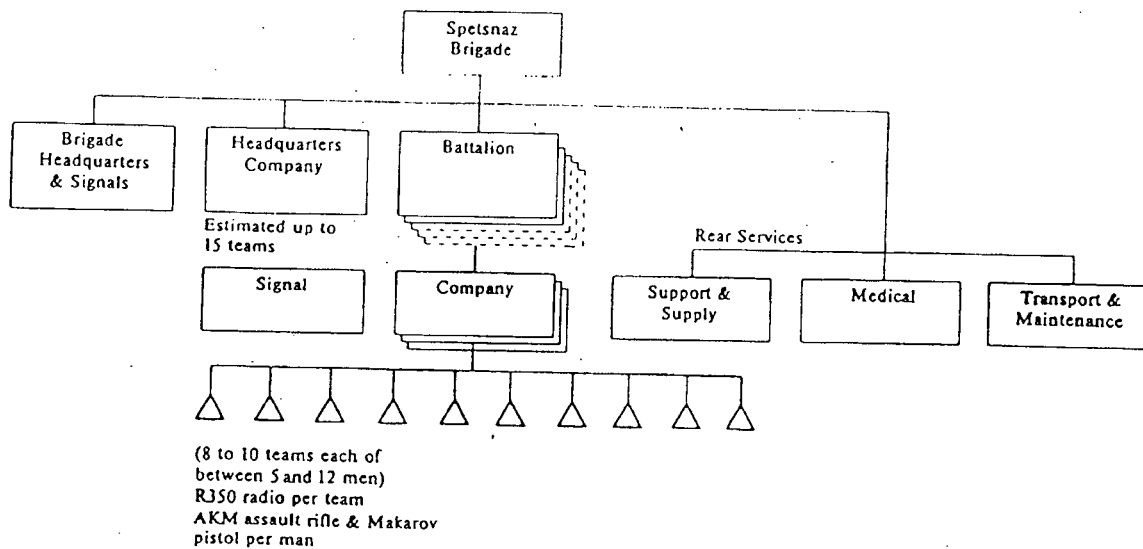 Spetsnaz
Brigade
Brigade
Headquarters
& Signals
Headquarters
Company
Battalion
Estimated up to
15 teams
Rear Services
Signal
Company
Support &
Supply
Medical
Transport &
Maintenance
(8 to 10 teams each of
between 5 and 12 men)
R350 radio per team
AKM assault rifle & Makarov
pistol per man